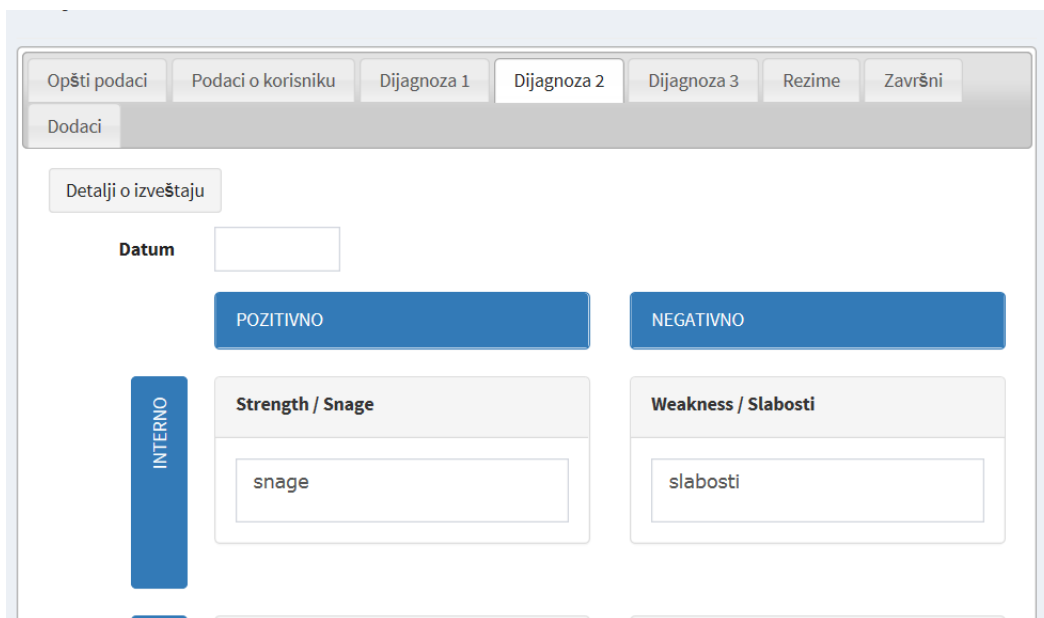 Opšti podaci Podaci o korisniku Dijagnoza 1 Dijagnoza 2 Dijagnoza 3 Rezime Završni
Dodaci
Detalji o izveštaju
Datum
POZITIVNO NEGATIVNO
INTERNO
Strength / Snage Weakness / Slabosti
snage slabosti